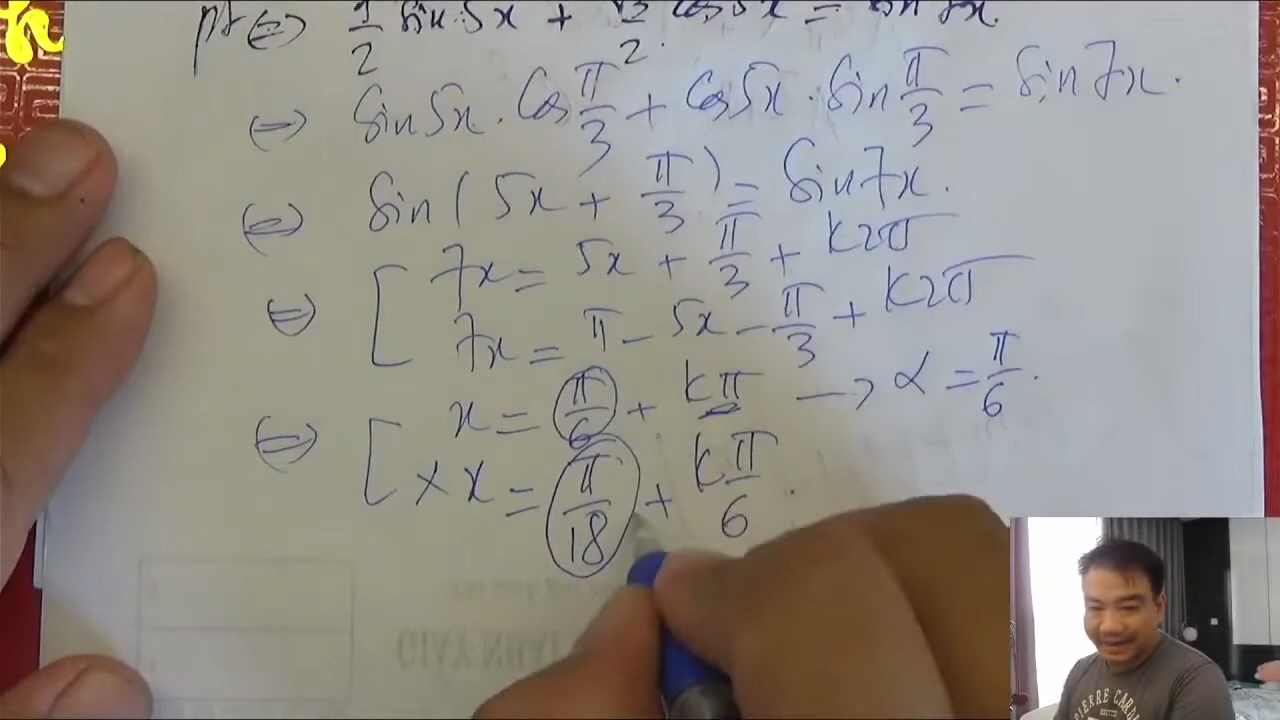 pt ⇔ 1/2 sin 5x + √3/2 cos 5x = sin 7x.
⇔ sin 5x . cos π/3 + cos 5x . sin π/3 = sin 7x.
⇔ sin ( 5x + π/3 ) = sin 7x.
⇔ [ 7x = 5x + π/3 + k2π
7x = π - 5x - π/3 + k2π
⇔ [ x = π/6 + kπ → α = π/6 .
x x = π/18 + kπ/6 .
PIERRE CAR